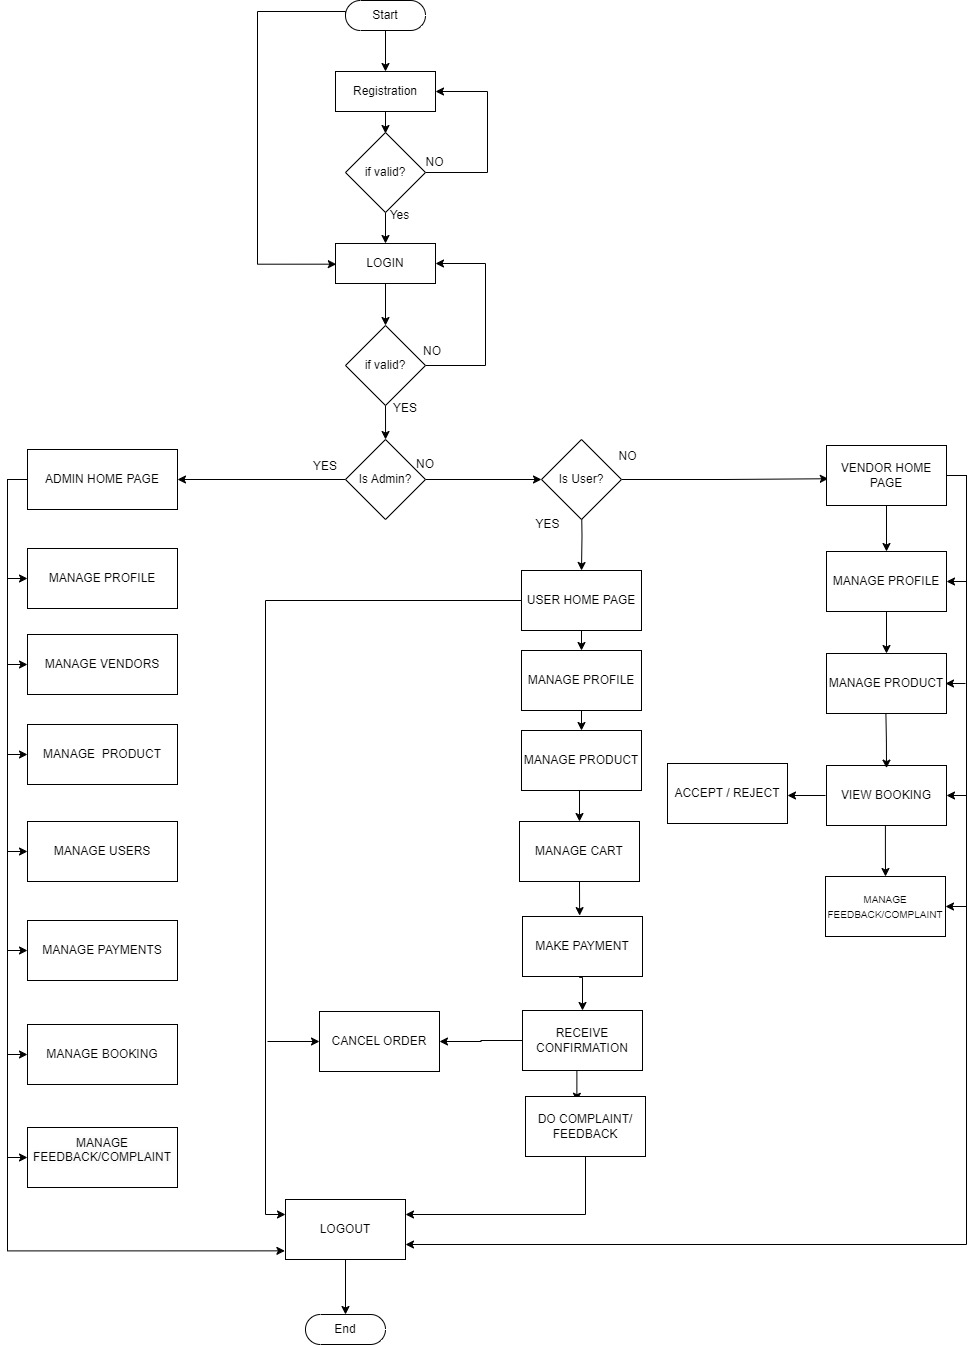 Start
Registration
if valid?
NO
Yes
LOGIN
if valid?
NO
YES
Is Admin?
YES
NO
Is User?
NO
YES
ADMIN HOME PAGE
MANAGE PROFILE
MANAGE VENDORS
MANAGE  PRODUCT
MANAGE USERS
MANAGE PAYMENTS
MANAGE BOOKING
MANAGE
FEEDBACK/COMPLAINT
USER HOME PAGE
MANAGE PROFILE
MANAGE PRODUCT
MANAGE CART
MAKE PAYMENT
RECEIVE
CONFIRMATION
CANCEL ORDER
DO COMPLAINT/
FEEDBACK
VENDOR HOME
PAGE
MANAGE PROFILE
MANAGE PRODUCT
VIEW BOOKING
ACCEPT / REJECT
MANAGE
FEEDBACK/COMPLAINT
LOGOUT
End